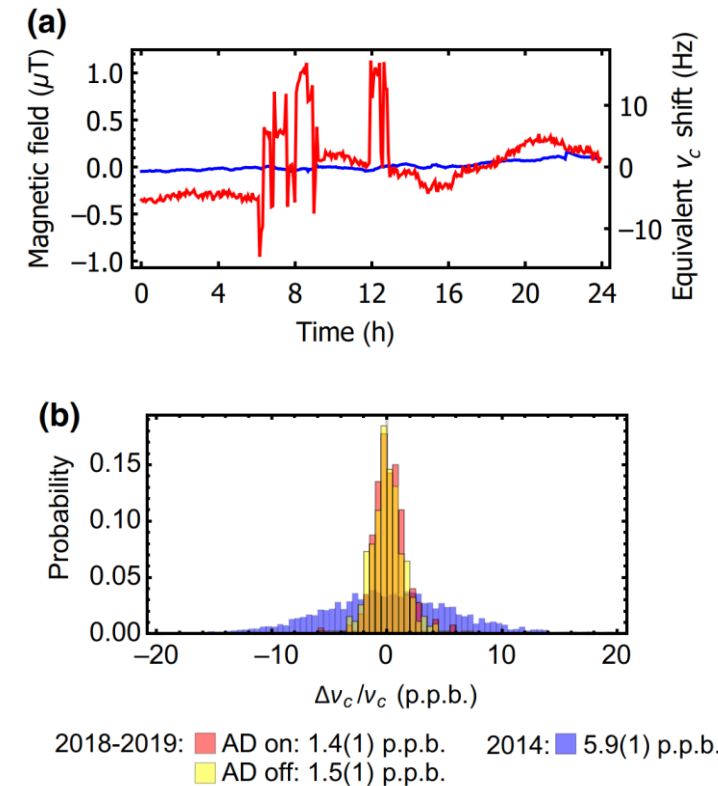 (a)
Magnetic field (μT)
1.0
0.5
0.0
−0.5
−1.0
10
0
−10
Equivalent νc shift (Hz)
0 4 8 12 16 20 24
Time (h)
(b)
Probability
0.15
0.10
0.05
0.00
−20 −10 0 10 20
Δνc/νc (p.p.b.)
2018-2019: AD on: 1.4(1) p.p.b. 2014: 5.9(1) p.p.b.
AD off: 1.5(1) p.p.b.